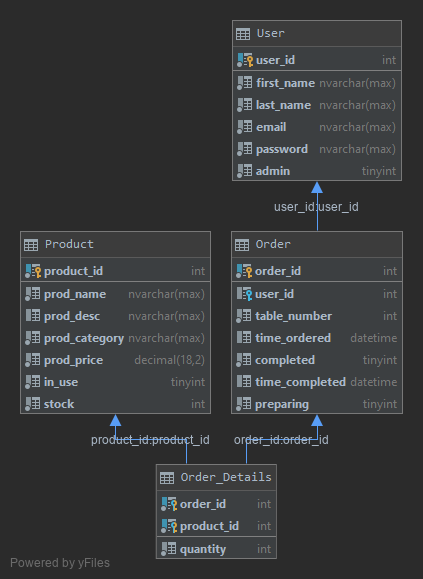 User
user_id int
first_name nvarchar(max)
last_name nvarchar(max)
email nvarchar(max)
password nvarchar(max)
admin tinyint
user_id:user_id
Product
product_id int
prod_name nvarchar(max)
prod_desc nvarchar(max)
prod_category nvarchar(max)
prod_price decimal(18,2)
in_use tinyint
stock int
Order
order_id int
user_id int
table_number int
time_ordered datetime
completed tinyint
time_completed datetime
preparing tinyint
product_id:product_id
order_id:order_id
Order_Details
order_id int
product_id int
quantity int
Powered by yFiles